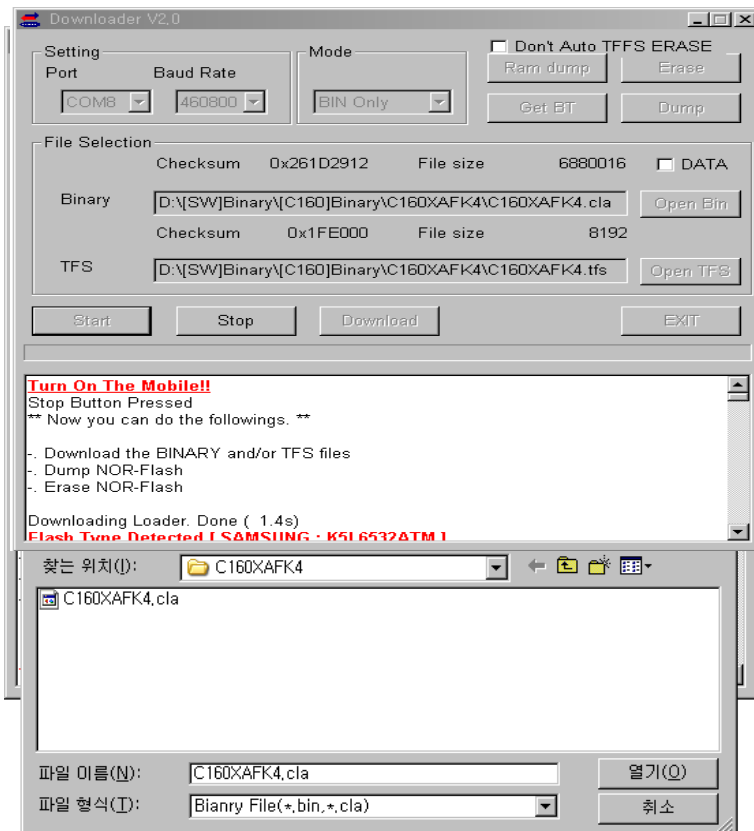 Downloader V2,0
Setting
Port Baud Rate
COM8 460800
Mode
BIN Only
Don't Auto TFFS ERASE
Ram dump Erase
Get BT Dump
File Selection
Checksum 0x261D2912 File size 6880016 DATA
Binary D:\[SW]Binary\[C160]Binary\C160XAFK4\C160XAFK4.cla Open Bin
Checksum 0x1FE000 File size 8192
TFS D:\[SW]Binary\[C160]Binary\C160XAFK4\C160XAFK4.tfs Open TFS
Start Stop Download EXIT
Turn On The Mobile!!
Stop Button Pressed
** Now you can do the followings. **
-. Download the BINARY and/or TFS files
-. Dump NOR-Flash
-. Erase NOR-Flash
Downloading Loader. Done ( 1.4s)
Flash Type Detected [ SAMSUNG : K5L6532ATM ]
찾는 위치(I): C160XAFK4
C160XAFK4,cla
파일 이름(N): C160XAFK4,cla 열기(O)
파일 형식(T): Bianry File(*,bin,*,cla) 취소